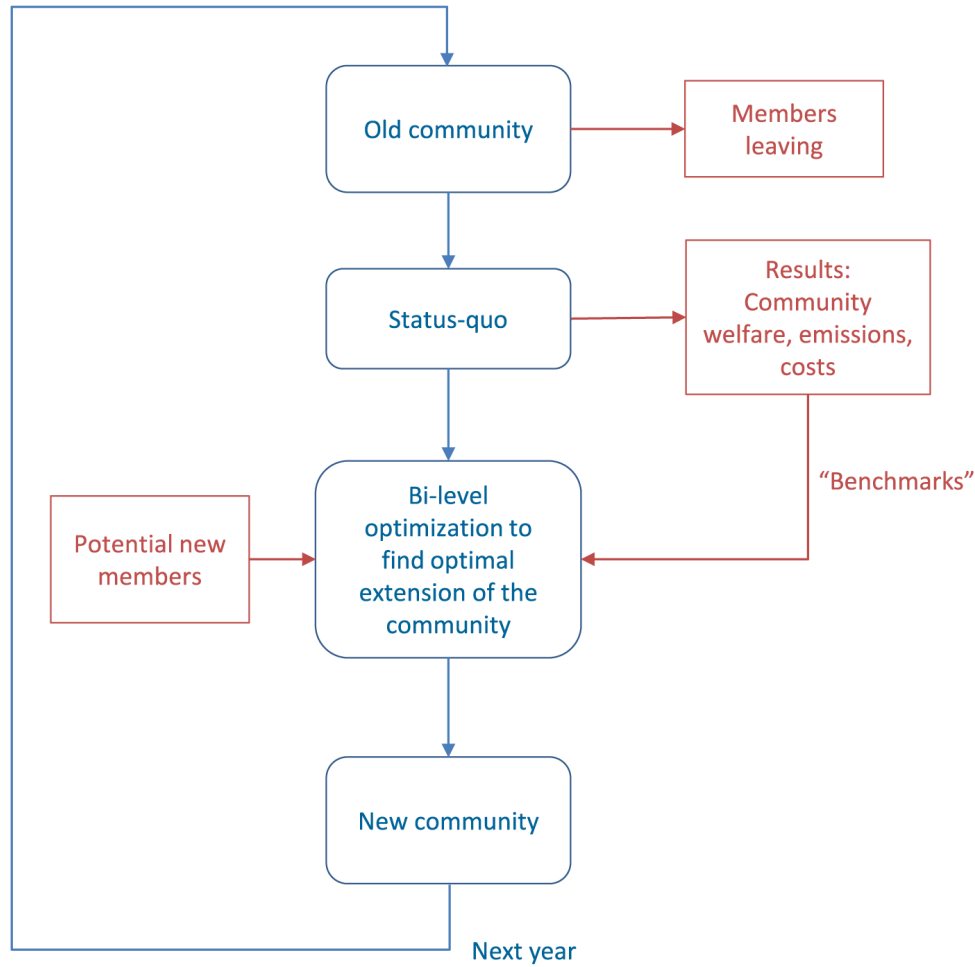 Old community
Members
leaving
Status-quo
Results:
Community
welfare, emissions,
costs
“Benchmarks”
Potential new
members
Bi-level
optimization to
find optimal
extension of the
community
New community
Next year